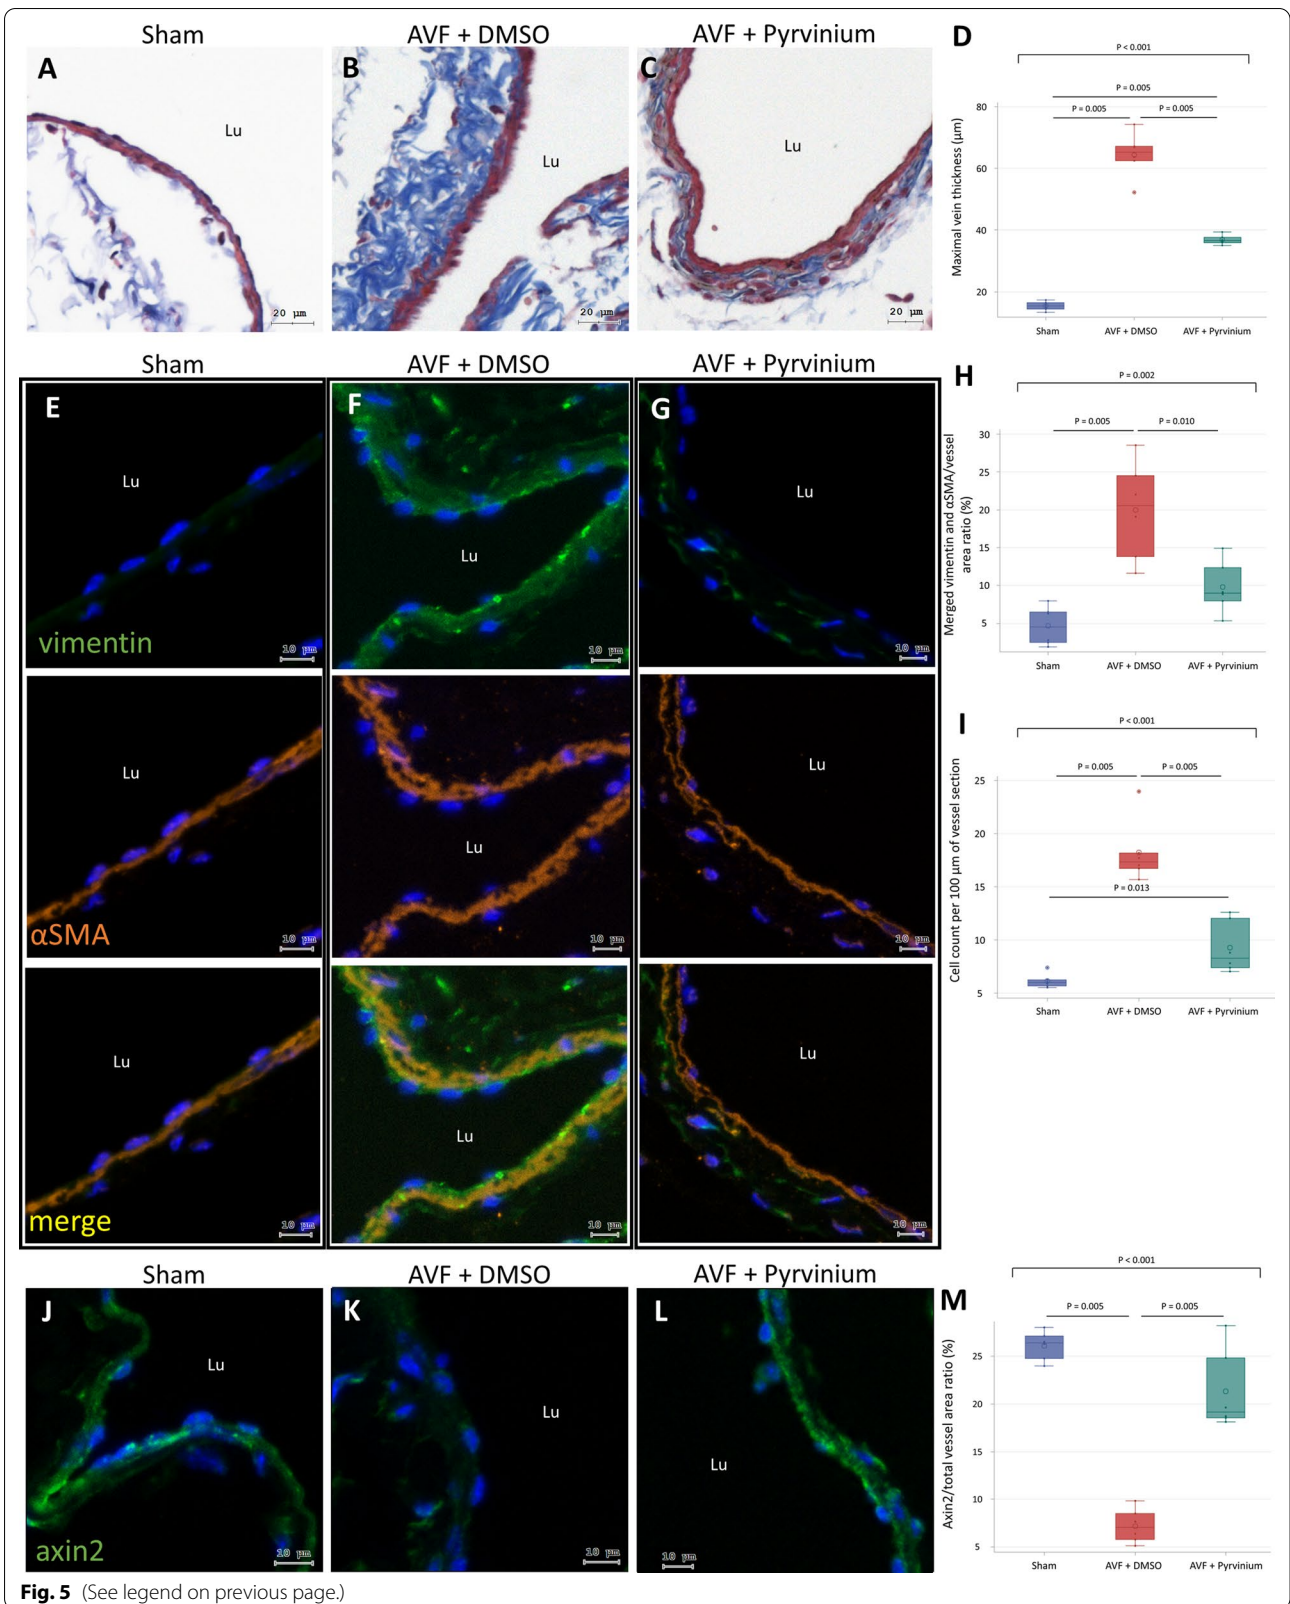 Sham
AVF + DMSO
AVF + Pyrvinium
A
Lu
20 μm
B
Lu
20 μm
C
Lu
20 μm
D
P < 0.001
P = 0.005
P = 0.005
P = 0.005
Maximal vein thickness (μm)
80
60
40
20
Sham
AVF + DMSO
AVF + Pyrvinium
Sham
AVF + DMSO
AVF + Pyrvinium
E
Lu
vimentin
10 μm
F
Lu
10 μm
G
Lu
10 μm
H
P = 0.002
P = 0.005
P = 0.010
Merged vimentin and αSMA/vessel
area ratio (%)
30
25
20
15
10
5
Sham
AVF + DMSO
AVF + Pyrvinium
Lu
αSMA
10 μm
Lu
10 μm
Lu
10 μm
I
P < 0.001
P = 0.005
P = 0.005
P = 0.013
Cell count per 100 μm of vessel section
25
20
15
10
5
Sham
AVF + DMSO
AVF + Pyrvinium
Lu
merge
10 μm
Lu
10 μm
Lu
10 μm
Sham
AVF + DMSO
AVF + Pyrvinium
J
Lu
axin2
10 μm
K
Lu
10 μm
L
Lu
10 μm
M
P < 0.001
P = 0.005
P = 0.005
Axin2/total vessel area ratio (%)
25
20
15
10
5
Sham
AVF + DMSO
AVF + Pyrvinium
Fig. 5 (See legend on previous page.)